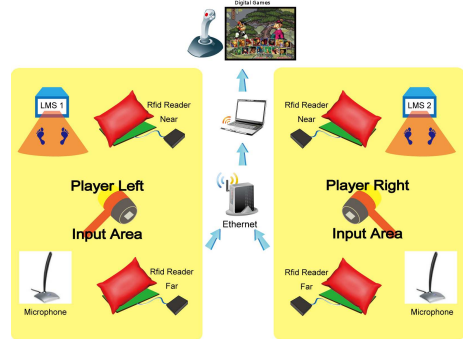 Digital Games
LMS 1
Rfid Reader
Near
Player Left
Input Area
Rfid Reader
Far
Microphone
Ethernet
Rfid Reader
Near
LMS 2
Player Right
Input Area
Rfid Reader
Far
Microphone